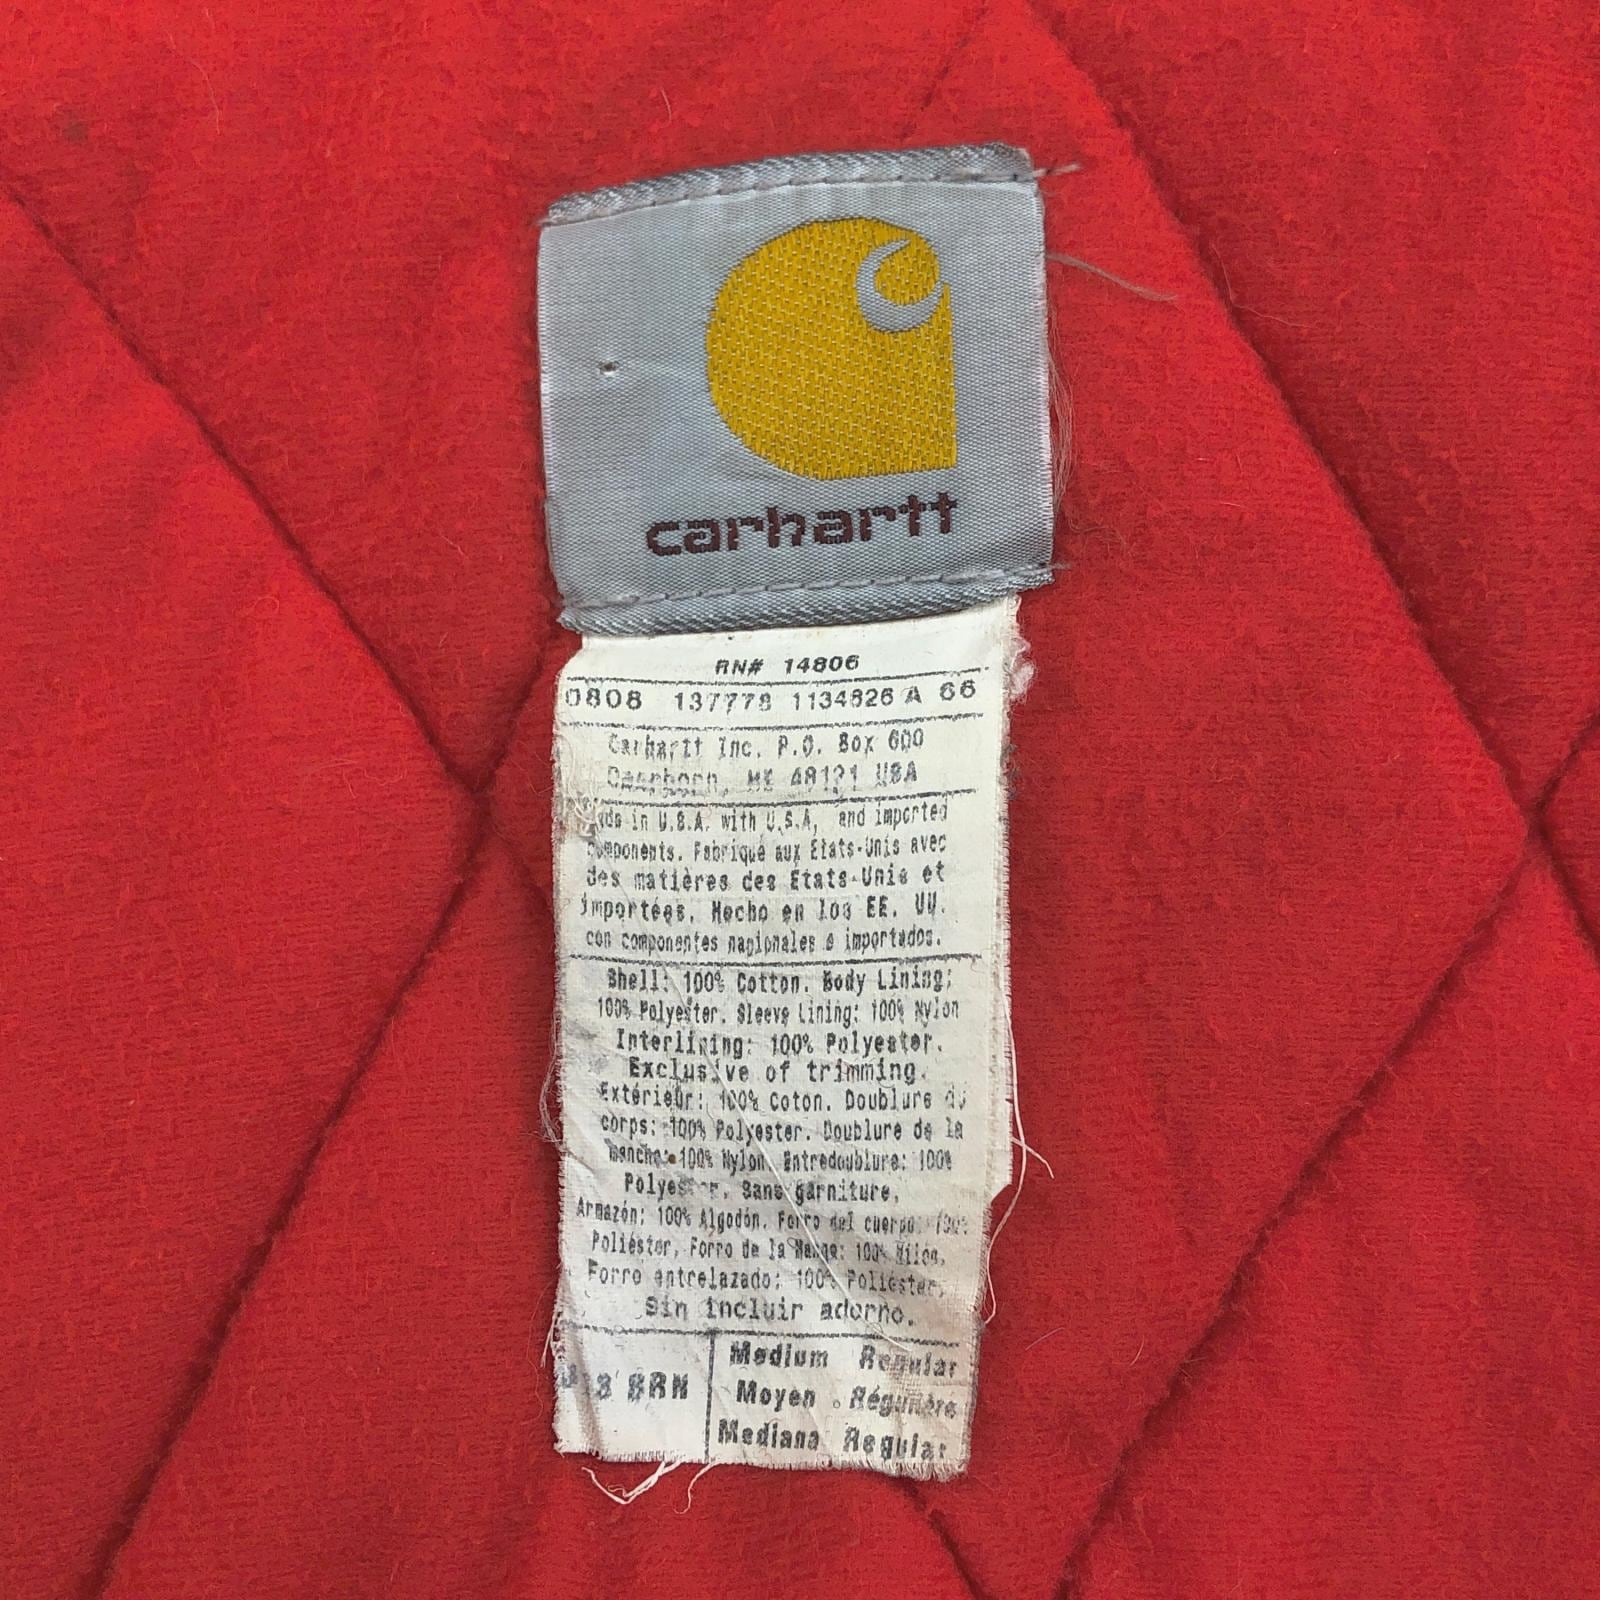 carhartt
RN# 14806
0808 137778 1134826 A 66
Carhartt Inc. P.O. Box 600
Dearborn, MI 48121 USA
in U.S.A. with U.S.A, and imported
components. Fabriqué aux États-Unis avec
des matières des États-Unis et
importées. Hecho en los EE. UU.
con componentes nacionales e importados.
Shell: 100% Cotton. Body Lining:
100% Polyester. Sleeve Lining: 100% Nylon
Interlining: 100% Polyester.
Exclusive of trimming.
Extérieur: 100% Coton. Doublure du
corps: 100% Polyester. Doublure de la
manche: 100% Nylon. Entredoublure: 100%
Polyester. Sans garniture.
Armazón: 100% Algodón. Forro del cuerpo: 100%
Poliéster, Forro de la Manga: 100% Nilón,
Forro entrelazado: 100% Poliéster,
Sin incluir adorno.
BRN
Medium Regular
Moyen Régulière
Mediana Regular